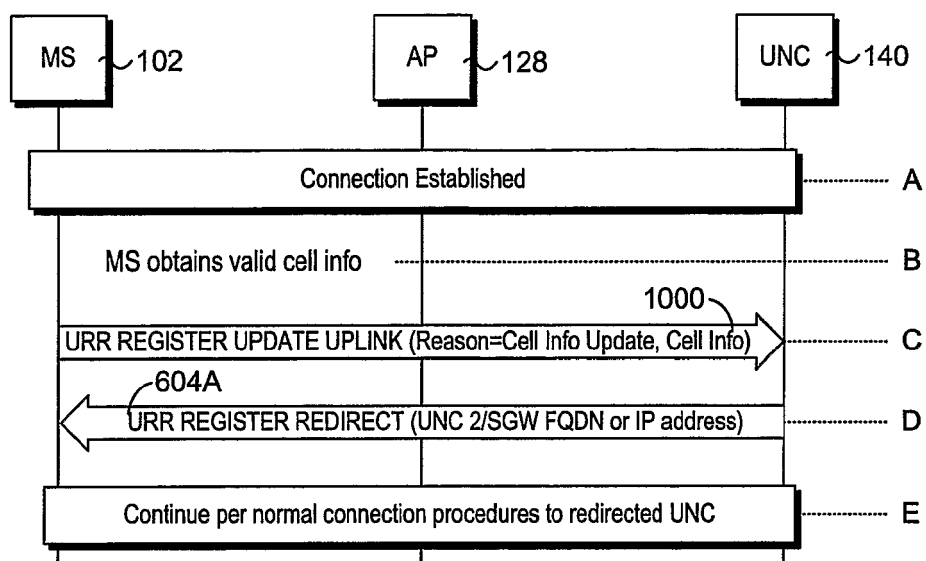 MS
102
AP
128
UNC
140
Connection Established
A
MS obtains valid cell info
B
1000
URR REGISTER UPDATE UPLINK (Reason=Cell Info Update, Cell Info)
C
604A
URR REGISTER REDIRECT (UNC 2/SGW FQDN or IP address)
D
Continue per normal connection procedures to redirected UNC
E